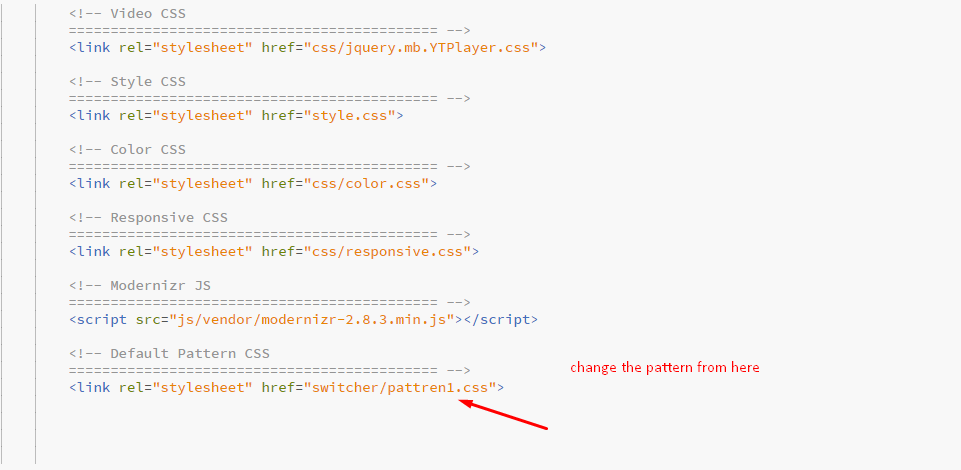 <!-- Video CSS
============================================ -->
<link rel="stylesheet" href="css/jquery.mb.YTPlayer.css">
<!-- Style CSS
============================================ -->
<link rel="stylesheet" href="style.css">
<!-- Color CSS
============================================ -->
<link rel="stylesheet" href="css/color.css">
<!-- Responsive CSS
============================================ -->
<link rel="stylesheet" href="css/responsive.css">
<!-- Modernizr JS
============================================ -->
<script src="js/vendor/modernizr-2.8.3.min.js"></script>
<!-- Default Pattern CSS
============================================ -->
change the pattern from here
<link rel="stylesheet" href="switcher/pattren1.css">